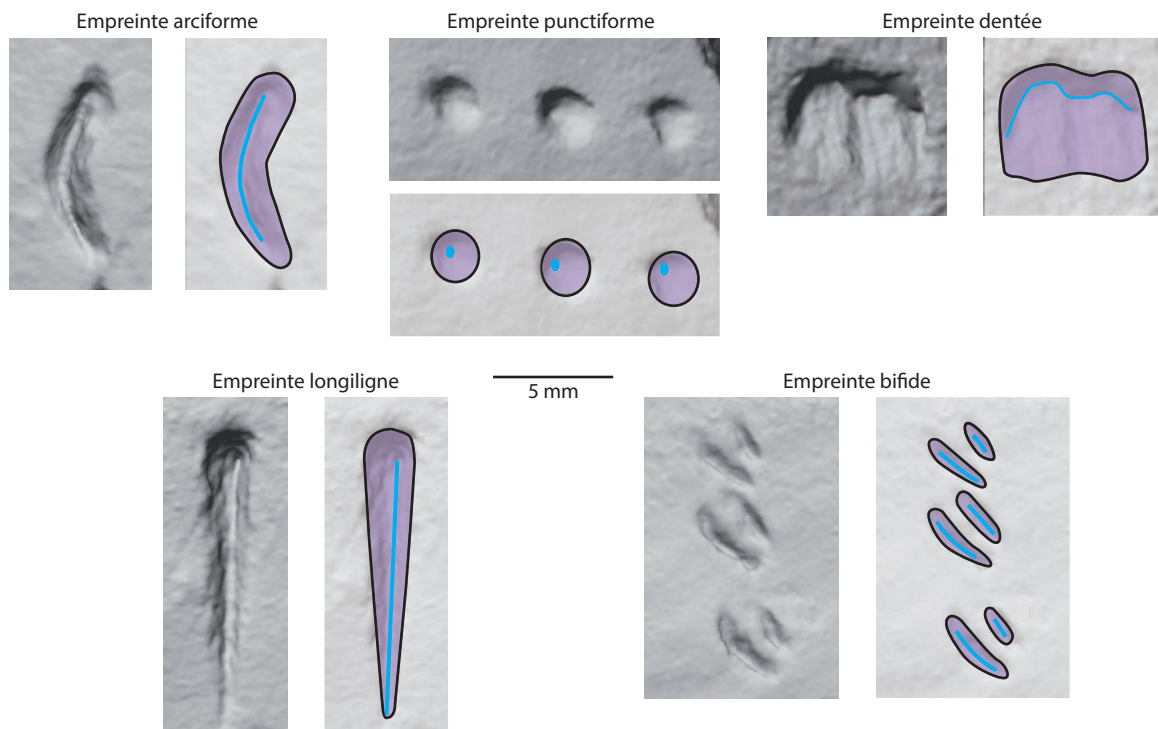 Empreinte arciforme
Empreinte punctiforme
Empreinte dentée
Empreinte longiligne
5 mm
Empreinte bifide